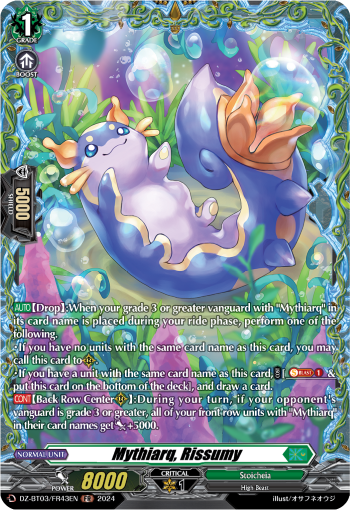 1
GRADE
BOOST
5000
SHIELD
AUTO【Drop】:When your grade 3 or greater vanguard with "Mythiarq" in
its card name is placed during your ride phase, perform one of the
following.
·If you have no units with the same card name as this card, you may
call this card to R.
·If you have a unit with the same card name as this card, COST [Soul BLAST 1 &
put this card on the bottom of the deck], and draw a card.
CONT【Back Row Center R】:During your turn, if your opponent's
vanguard is grade 3 or greater, all of your front row units with "Mythiarq"
in their card names get +5000.
NORMAL UNIT
Mythiarq, Rissumy
POWER 8000
CRITICAL
1
Stoicheia
High Beast
DZ-BT03/FR43EN FR 2024
illust/オサフネオウジ